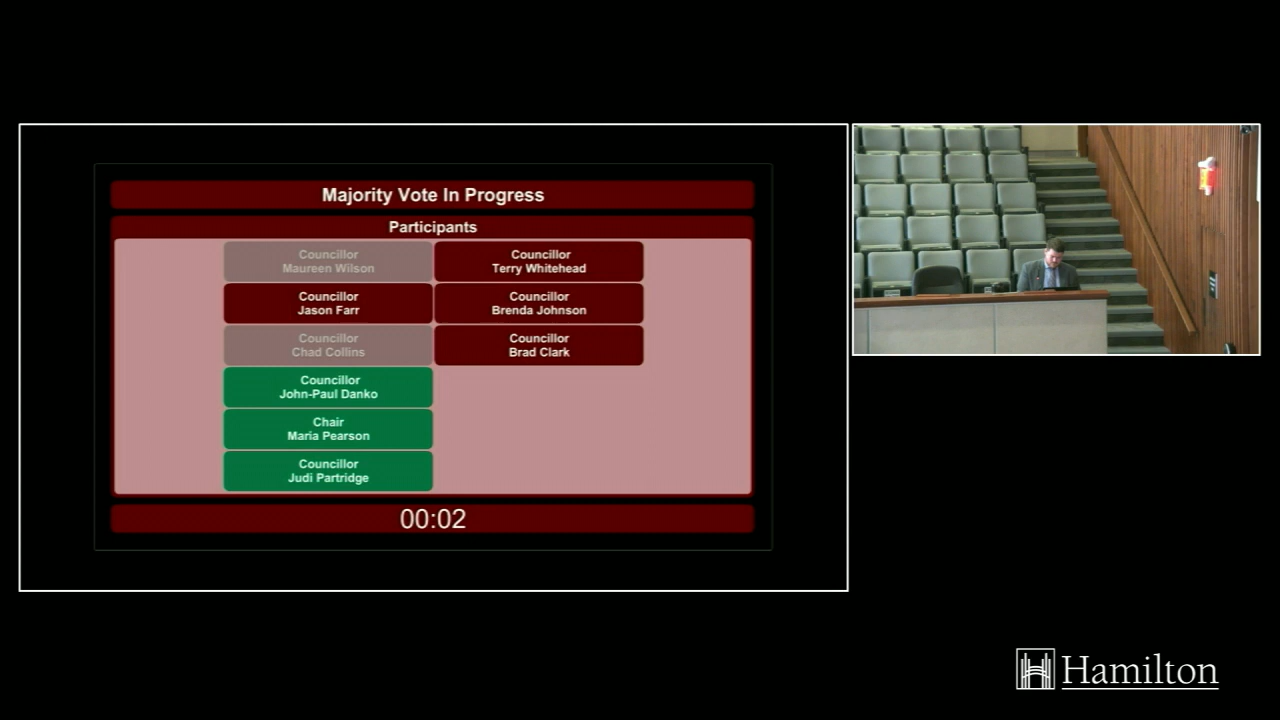 Majority Vote In Progress
Participants
Councillor
Maureen Wilson
Councillor
Terry Whitehead
Councillor
Jason Farr
Councillor
Brenda Johnson
Councillor
Chad Collins
Councillor
Brad Clark
Councillor
John-Paul Danko
Chair
Maria Pearson
Councillor
Judi Partridge
00:02
Hamilton